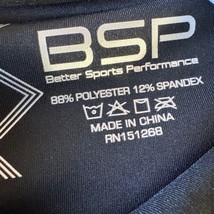 BSP
Better Sports Performance
88% POLYESTER 12% SPANDEX
MADE IN CHINA
RN151268